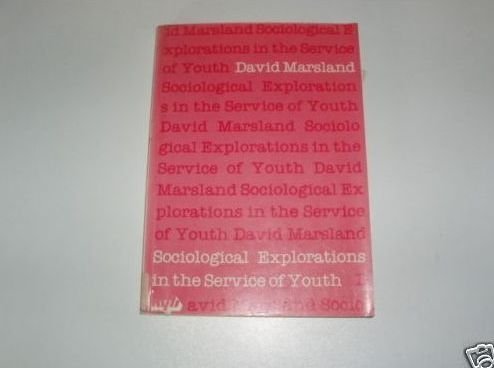 id Marsland Sociological E
xplorations in the Service
of Youth David Marsland
Sociological Exploration
s in the Service of Youth
David Marsland Sociolo
gical Explorations in the
Service of Youth David
Marsland Sociological Ex
plorations in the Service
of Youth David Marsland
Sociological Explorations
in the Service of Youth
avid Socio